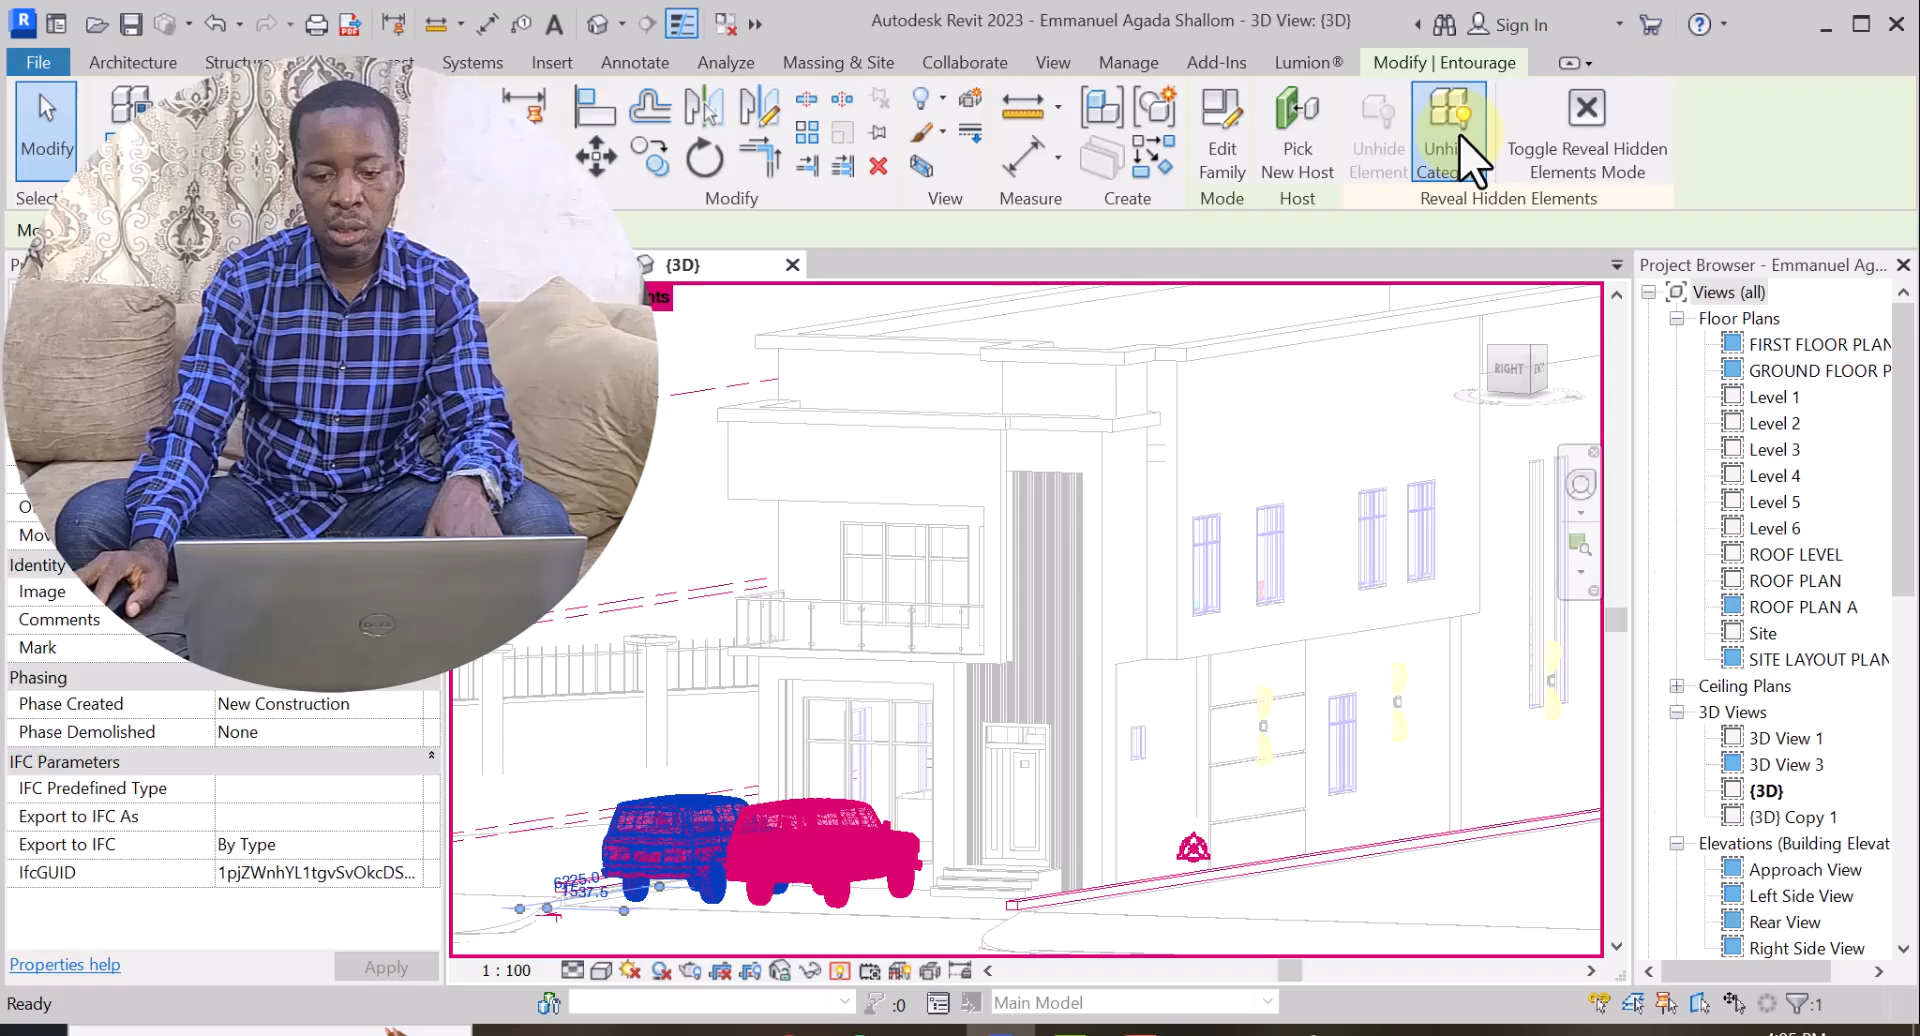 Autodesk Revit 2023 - Emmanuel Agada Shallom - 3D View: {3D}
Sign In
File
Architecture
Systems
Insert
Annotate
Analyze
Massing & Site
Collaborate
View
Manage
Add-Ins
Lumion®
Modify | Entourage
Modify
Edit Family
Pick New Host
Unhide Element
Toggle Reveal Hidden Elements Mode
Modify
View
Measure
Create
Mode
Host
Reveal Hidden Elements
{3D}
Project Browser - Emmanuel Ag...
Views (all)
Floor Plans
FIRST FLOOR PLAN
GROUND FLOOR P
Level 1
Level 2
Level 3
Level 4
Level 5
Level 6
ROOF LEVEL
ROOF PLAN
ROOF PLAN A
Site
SITE LAYOUT PLAN
Ceiling Plans
3D Views
3D View 1
3D View 3
{3D}
{3D} Copy 1
Elevations (Building Elevat
Approach View
Left Side View
Rear View
Right Side View
RIGHT
Identity
Image
Comments
Mark
Phasing
Phase Created New Construction
Phase Demolished None
IFC Parameters
IFC Predefined Type
Export to IFC As
Export to IFC By Type
IfcGUID 1pjZWnhYL1tgvSvOkcDS...
Properties help
Apply
6225.0
7537.5
DELL
1 : 100
Ready
:0
Main Model
:1